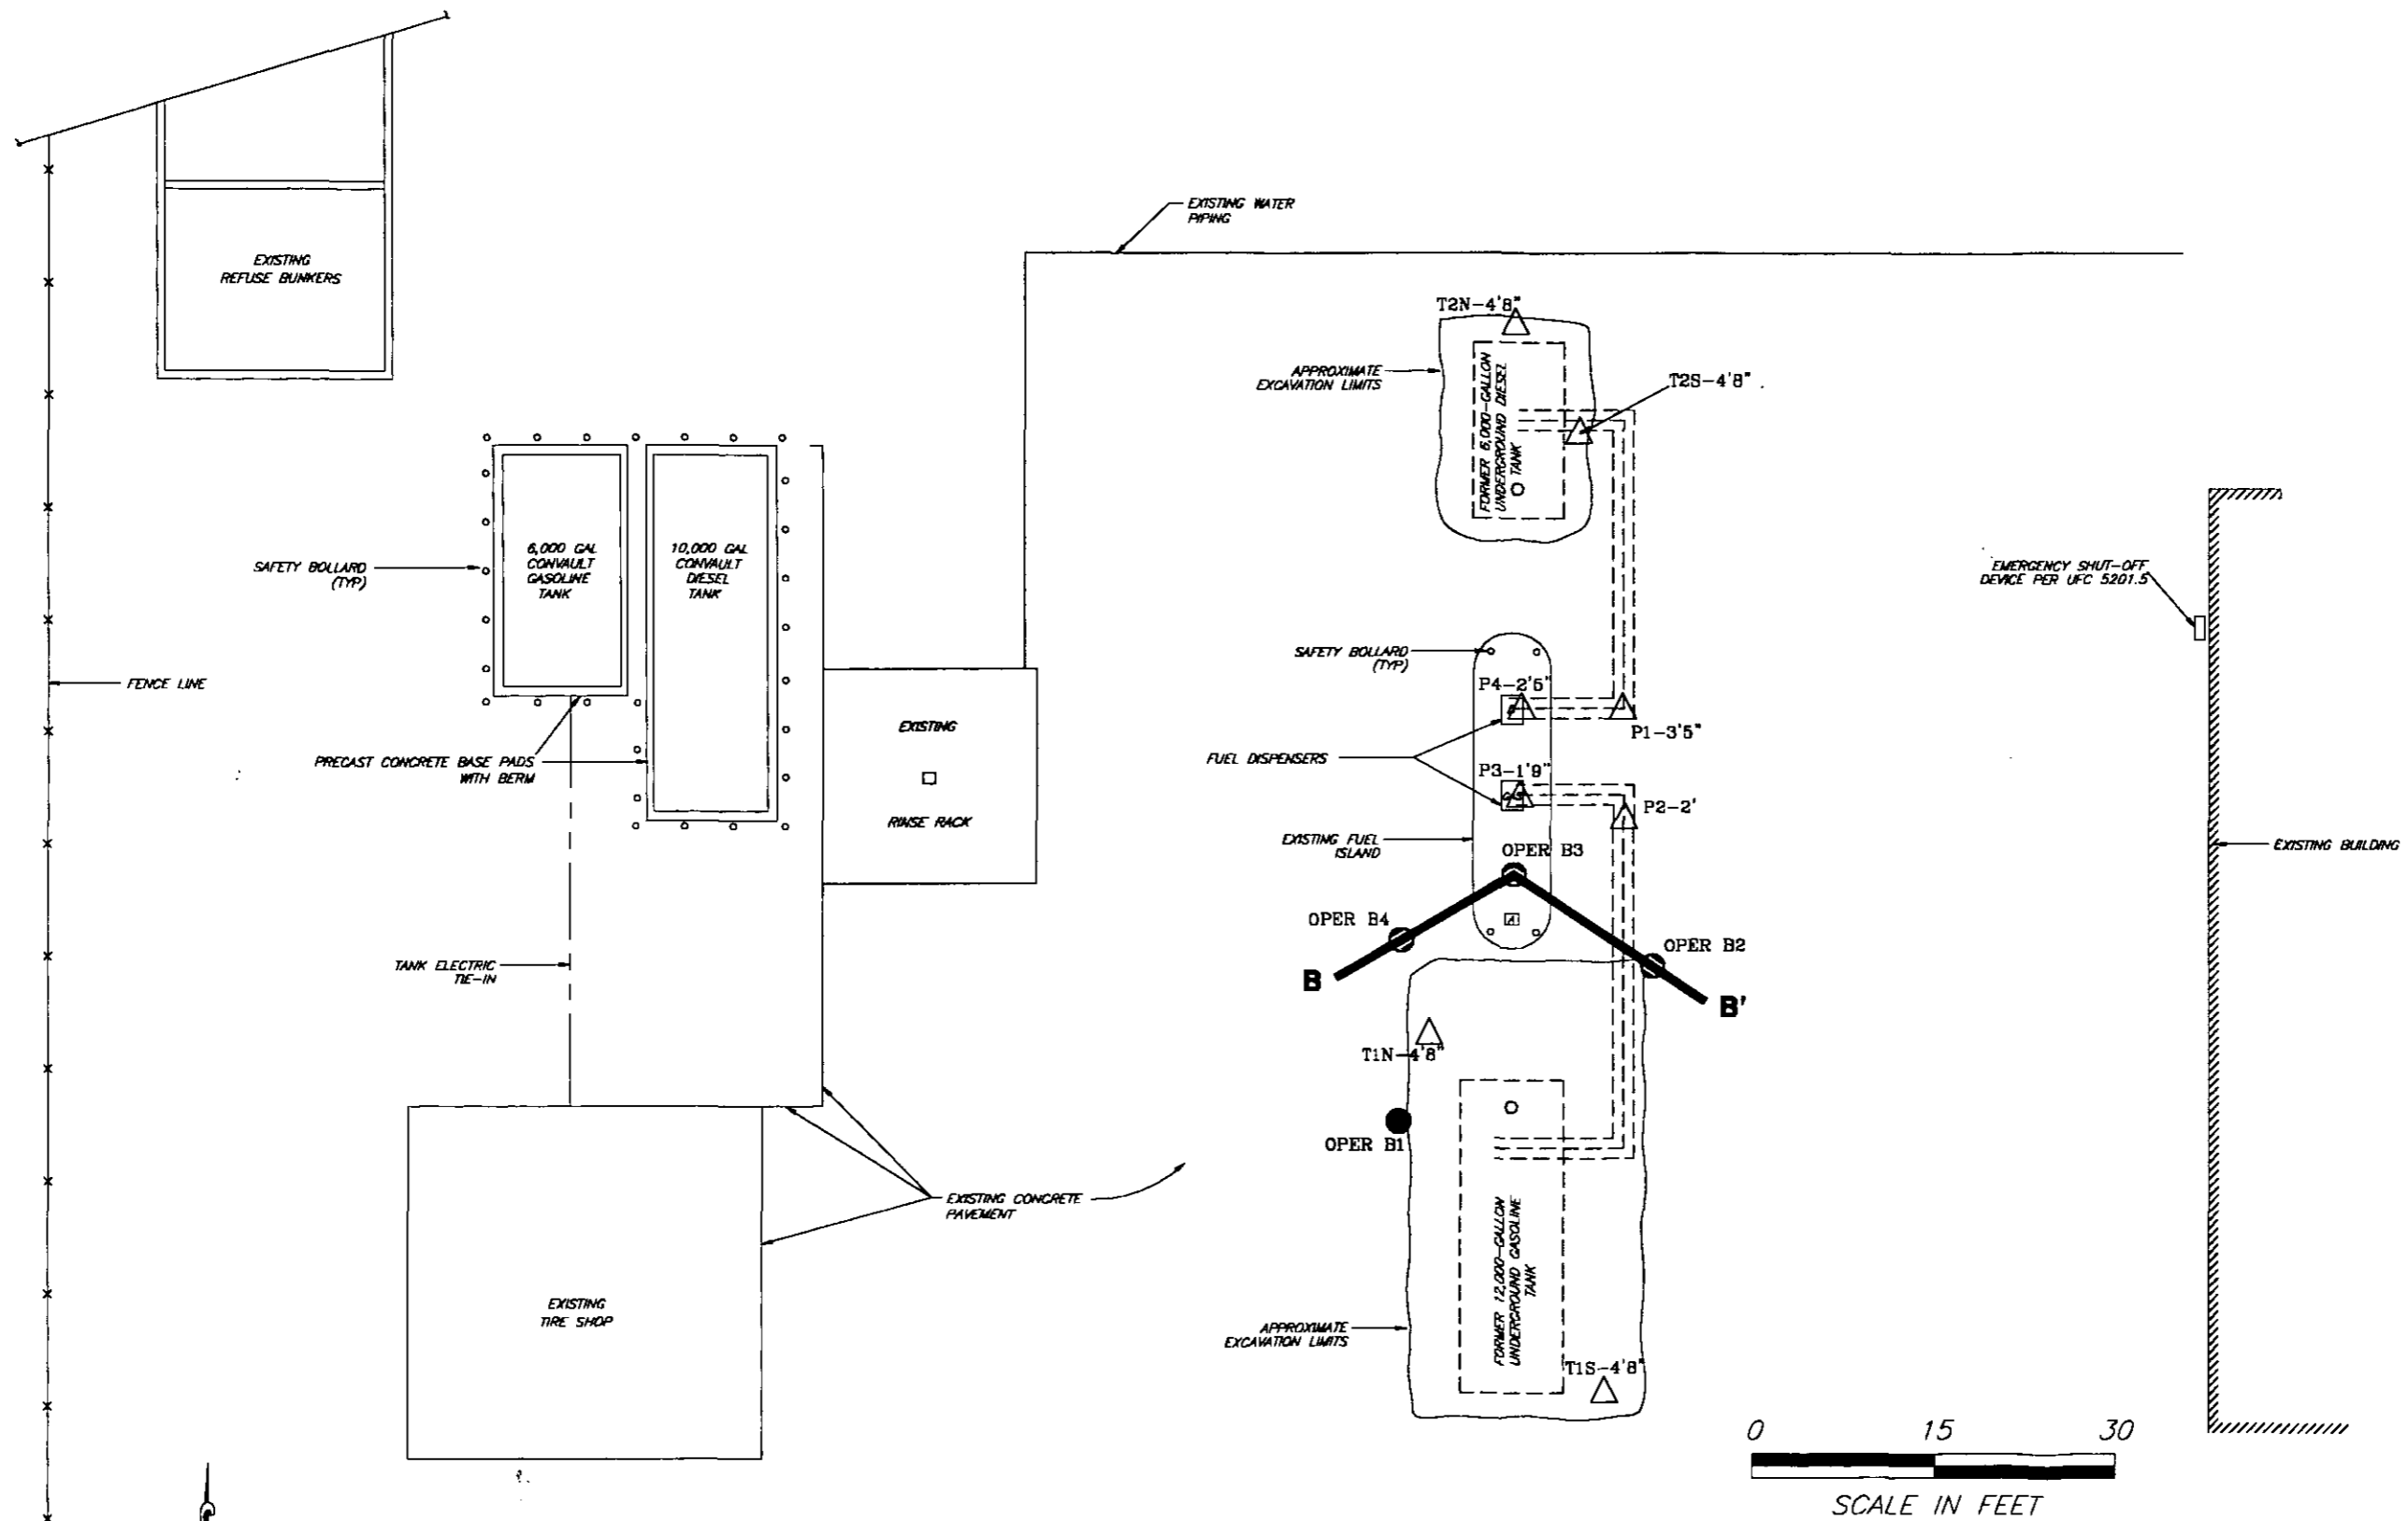 EXISTING WATER
PIPING
EXISTING
REFUSE BUNKERS
T2N-4'8"
APPROXIMATE
EXCAVATION LIMITS
T2S-4'8"
FORMER 6,000-GALLON
UNDERGROUND DIESEL
TANK
SAFETY BOLLARD
(TYP)
6,000 GAL
CONVAULT
GASOLINE
TANK
10,000 GAL
CONVAULT
DIESEL
TANK
EMERGENCY SHUT-OFF
DEVICE PER UFC 5201.5
FENCE LINE
SAFETY BOLLARD
(TYP)
P4-2'5"
P1-3'5"
EXISTING
RINSE RACK
PRECAST CONCRETE BASE PADS
WITH BERM
FUEL DISPENSERS
P3-1'9"
P2-2'
EXISTING FUEL
ISLAND
OPER B3
EXISTING BUILDING
OPER B4
OPER B2
B
B'
TANK ELECTRIC
TIE-IN
T1N-4'8"
OPER B1
EXISTING CONCRETE
PAVEMENT
FORMER 12,000-GALLON
UNDERGROUND GASOLINE
TANK
EXISTING
TIRE SHOP
APPROXIMATE
EXCAVATION LIMITS
T1S-4'8"
0 15 30
SCALE IN FEET